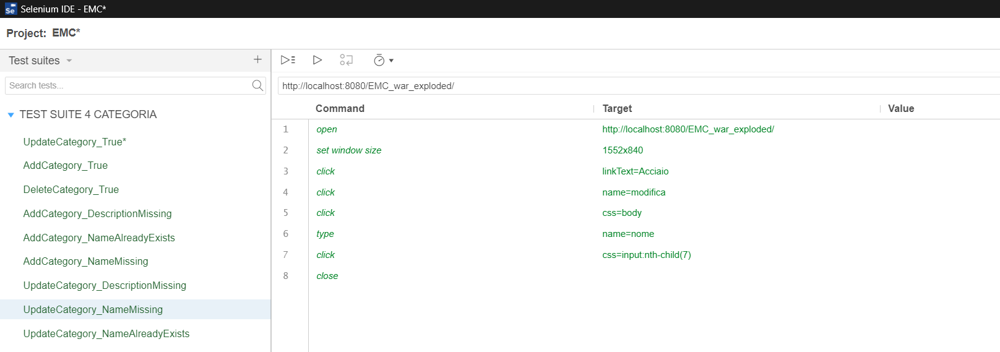 Se Selenium IDE - EMC*
Project: EMC*
Test suites
Search tests...
TEST SUITE 4 CATEGORIA
UpdateCategory_True*
AddCategory_True
DeleteCategory_True
AddCategory_DescriptionMissing
AddCategory_NameAlreadyExists
AddCategory_NameMissing
UpdateCategory_DescriptionMissing
UpdateCategory_NameMissing
UpdateCategory_NameAlreadyExists
http://localhost:8080/EMC_war_exploded/
Command Target Value
1 open http://localhost:8080/EMC_war_exploded/
2 set window size 1552x840
3 click linkText=Acciaio
4 click name=modifica
5 click css=body
6 type name=nome
7 click css=input:nth-child(7)
8 close